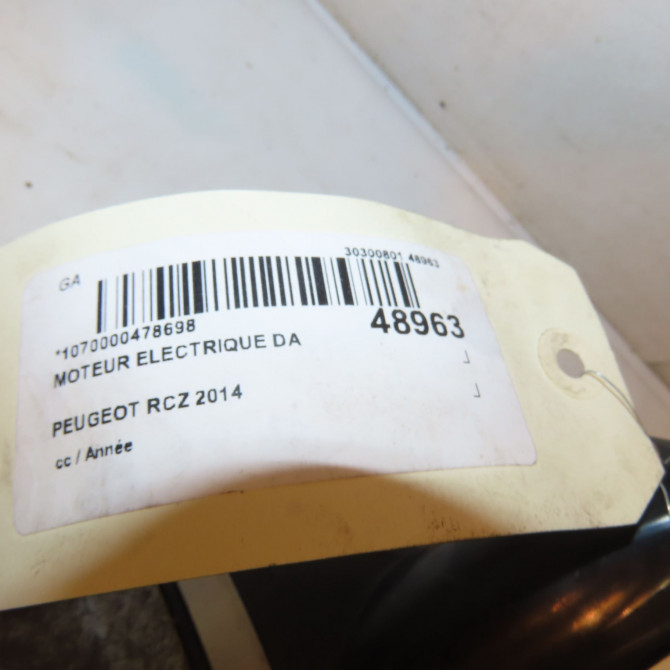 GA
30300801 48963
*1070000478698
48963
MOTEUR ELECTRIQUE DA
PEUGEOT RCZ 2014
cc / Année